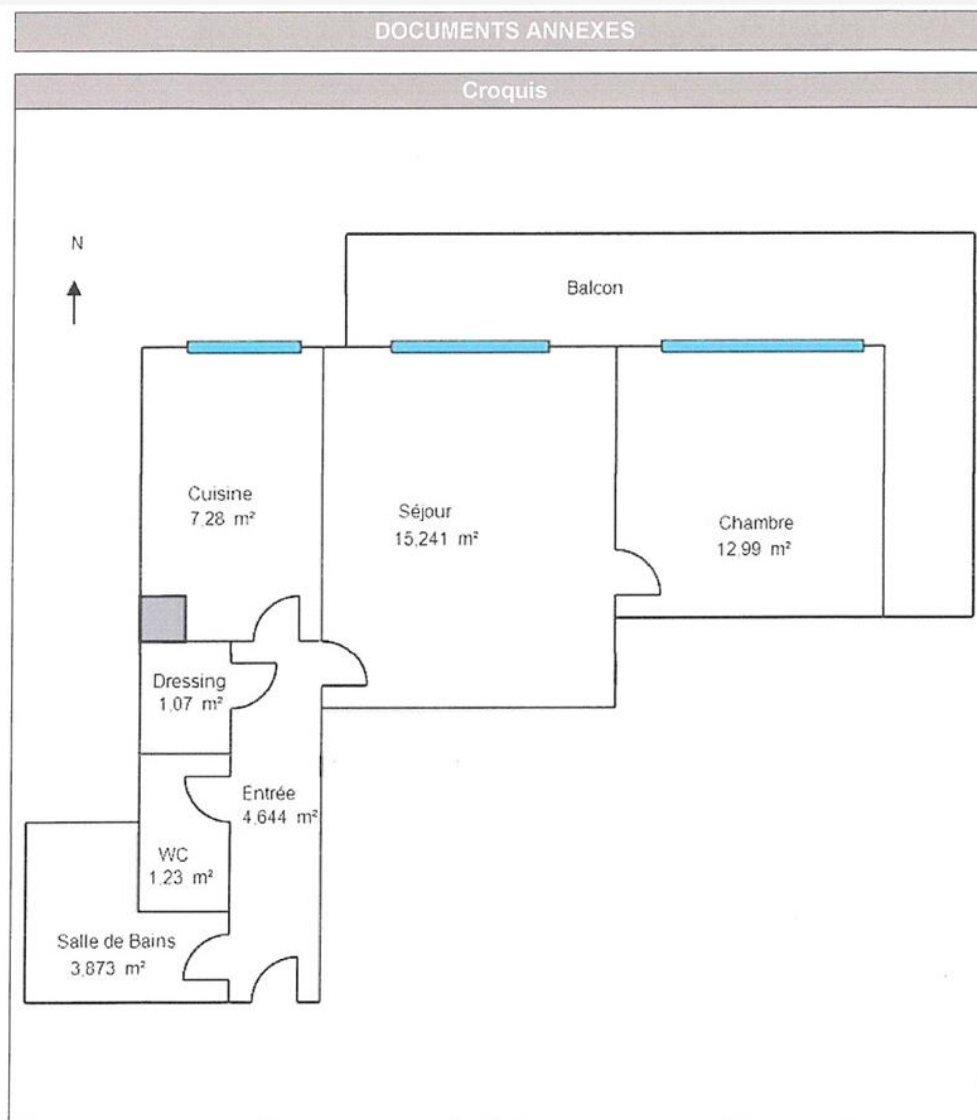 DOCUMENTS ANNEXES
Croquis
N
Balcon
Cuisine
7,28 m²
Séjour
15,241 m²
Chambre
12,99 m²
Dressing
1,07 m²
Entrée
4,644 m²
WC
1,23 m²
Salle de Bains
3,873 m²